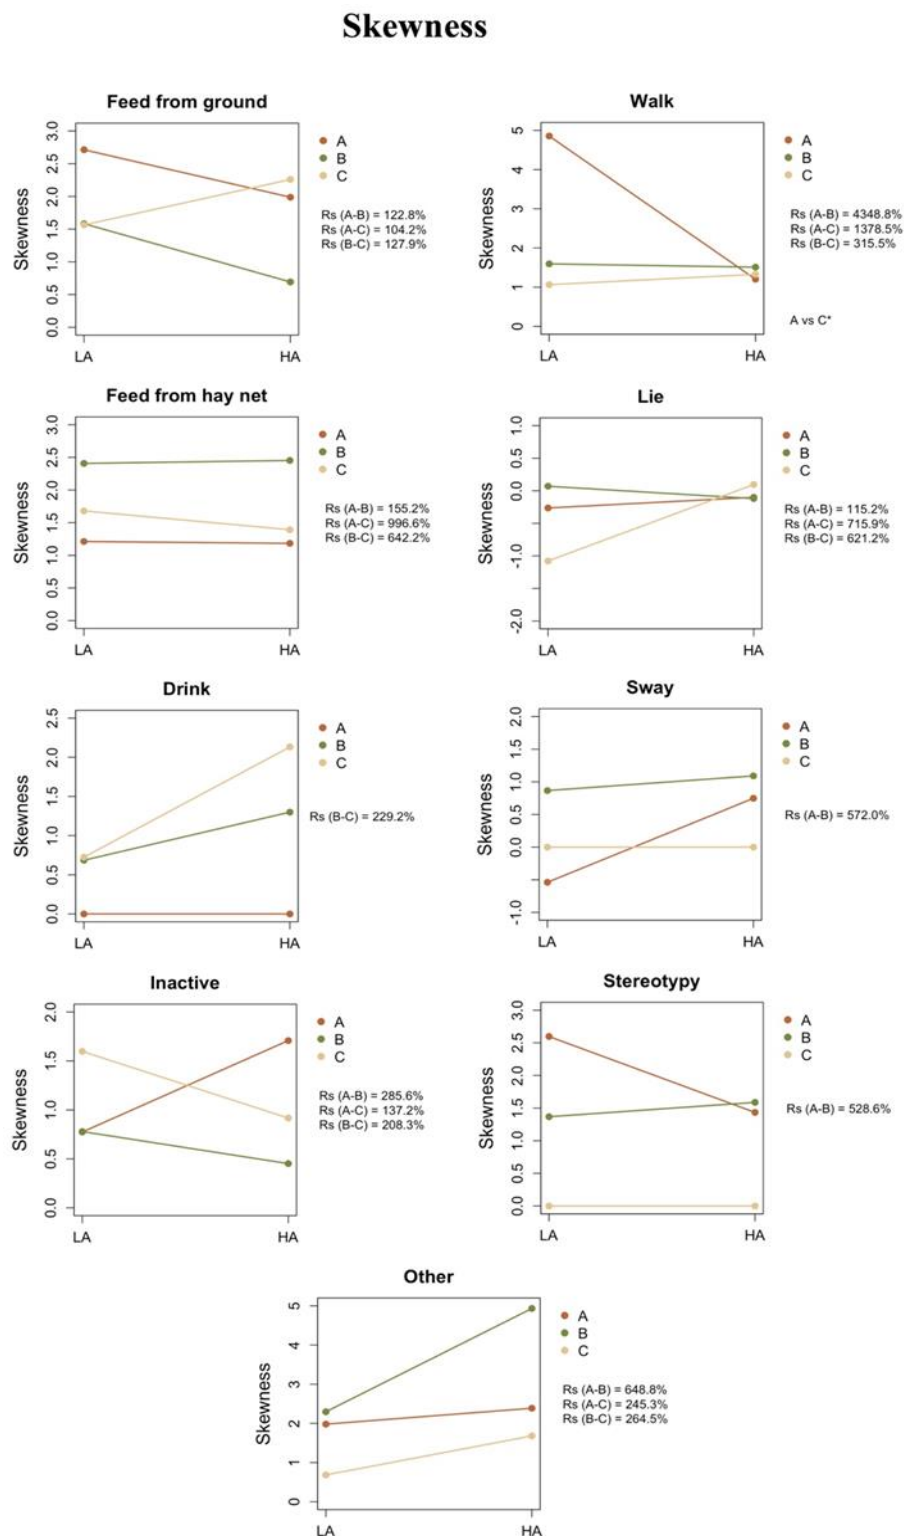 Skewness
Feed from ground
Skewness
3.0
2.5
2.0
1.5
1.0
0.5
0.0
LA
HA
A
B
C
Rs (A-B) = 122.8%
Rs (A-C) = 104.2%
Rs (B-C) = 127.9%
Walk
Skewness
5
4
3
2
1
0
LA
HA
A
B
C
Rs (A-B) = 4348.8%
Rs (A-C) = 1378.5%
Rs (B-C) = 315.5%
A vs C*
Feed from hay net
Skewness
3.0
2.5
2.0
1.5
1.0
0.5
0.0
LA
HA
A
B
C
Rs (A-B) = 155.2%
Rs (A-C) = 996.6%
Rs (B-C) = 642.2%
Lie
Skewness
1.0
0.5
0.0
-1.0
-2.0
LA
HA
A
B
C
Rs (A-B) = 115.2%
Rs (A-C) = 715.9%
Rs (B-C) = 621.2%
Drink
Skewness
2.5
2.0
1.5
1.0
0.5
0.0
LA
HA
A
B
C
Rs (B-C) = 229.2%
Sway
Skewness
2.0
1.5
1.0
0.5
0.0
-1.0
LA
HA
A
B
C
Rs (A-B) = 572.0%
Inactive
Skewness
2.0
1.5
1.0
0.5
0.0
LA
HA
A
B
C
Rs (A-B) = 285.6%
Rs (A-C) = 137.2%
Rs (B-C) = 208.3%
Stereotypy
Skewness
3.0
2.5
2.0
1.5
1.0
0.5
0.0
LA
HA
A
B
C
Rs (A-B) = 528.6%
Other
Skewness
5
4
3
2
1
0
LA
HA
A
B
C
Rs (A-B) = 648.8%
Rs (A-C) = 245.3%
Rs (B-C) = 264.5%